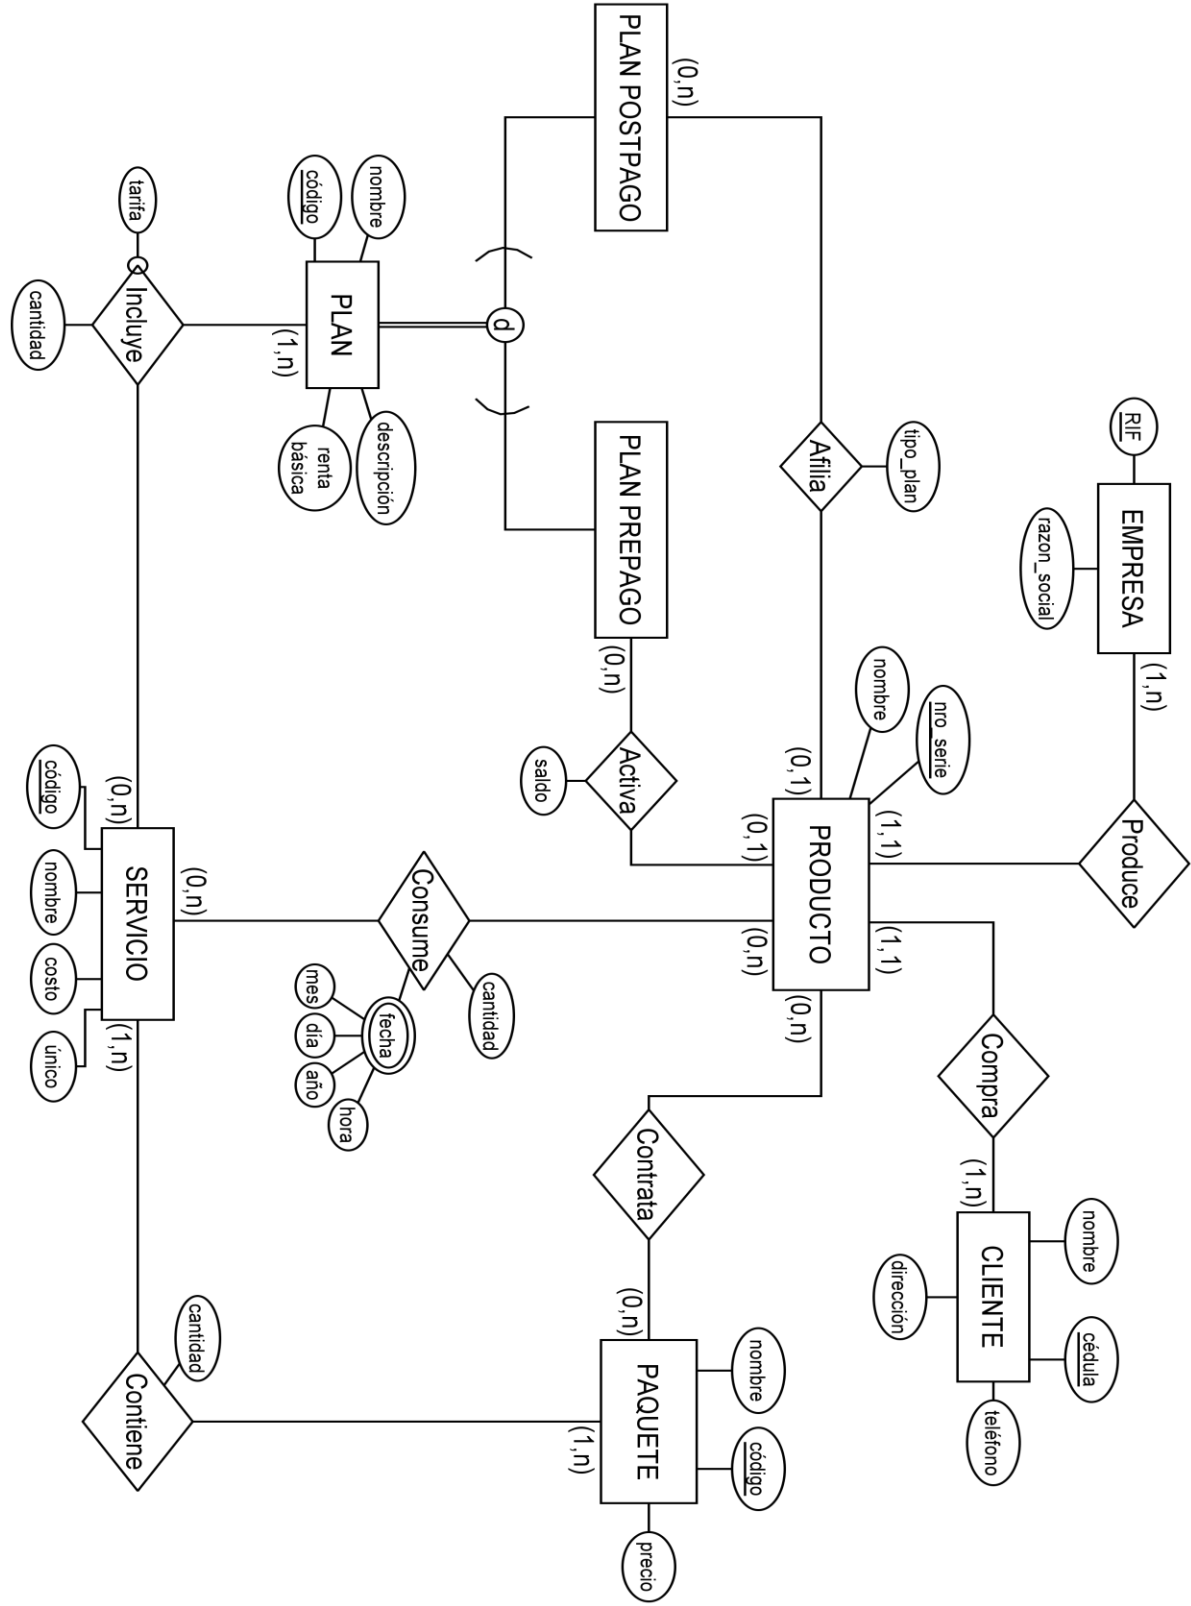 EMPRESA
RIF
razon_social
(1,n)
Produce
(1,1)
PRODUCTO
nro_serie
nombre
(1,1)
Compra
(1,n)
CLIENTE
nombre
cédula
teléfono
dirección
PLAN POSTPAGO
(0,n)
Afilia
tipo_plan
(0,1)
PLAN PREPAGO
(0,n)
Activa
saldo
(0,1)
(0,n)
(0,n)
Contrata
(0,n)
PAQUETE
nombre
código
precio
(1,n)
d
PLAN
nombre
código
descripción
renta
básica
(1,n)
Incluye
tarifa
cantidad
(0,n)
SERVICIO
código
nombre
costo
único
(0,n)
Consume
cantidad
fecha
mes
día
año
hora
(1,n)
Contiene
cantidad